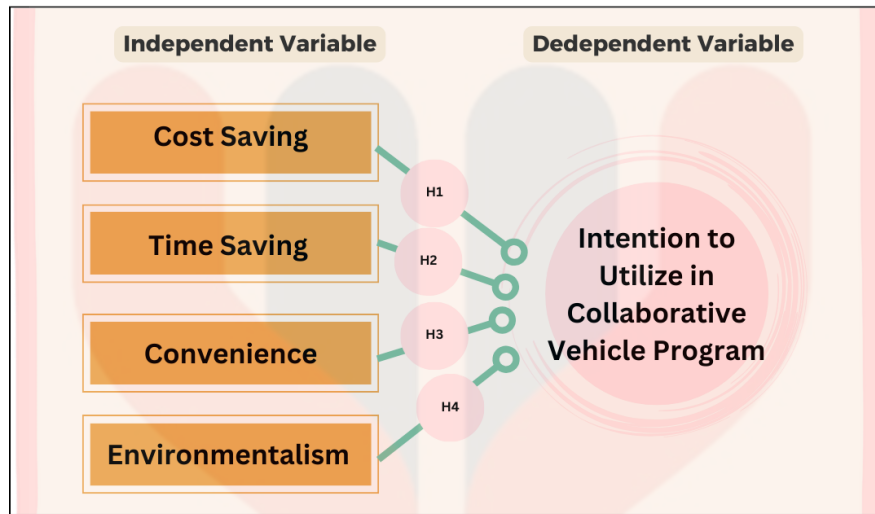 Independent Variable
Dedependent Variable
Cost Saving
Time Saving
Convenience
Environmentalism
H1
H2
H3
H4
Intention to
Utilize in
Collaborative
Vehicle Program